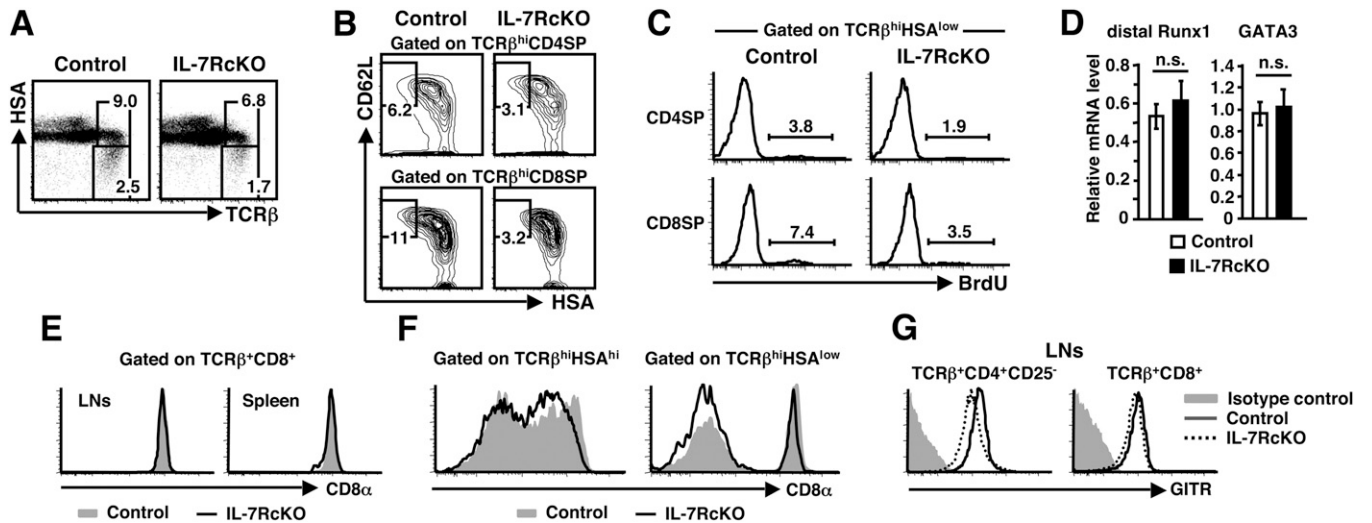 A
Control IL-7RcKO
HSA
9.0
2.5
6.8
1.7
TCRβ
B
Control IL-7RcKO
Gated on TCRβhiCD4SP
CD62L
6.2
3.1
Gated on TCRβhiCD8SP
11
3.2
HSA
C
Gated on TCRβhiHSAlow
Control IL-7RcKO
CD4SP
3.8
1.9
CD8SP
7.4
3.5
BrdU
D
distal Runx1 GATA3
n.s. n.s.
Relative mRNA level
0.8
0.6
0.4
0.2
0
1.4
1.2
1.0
0.8
0.6
0.4
0.2
0
Control
IL-7RcKO
E
Gated on TCRβ+CD8+
LNs
Spleen
CD8α
Control IL-7RcKO
F
Gated on TCRβhiHSAhi Gated on TCRβhiHSAlow
CD8α
Control IL-7RcKO
G
LNs
TCRβ+CD4+CD25- TCRβ+CD8+
Isotype control
Control
IL-7RcKO
GITR